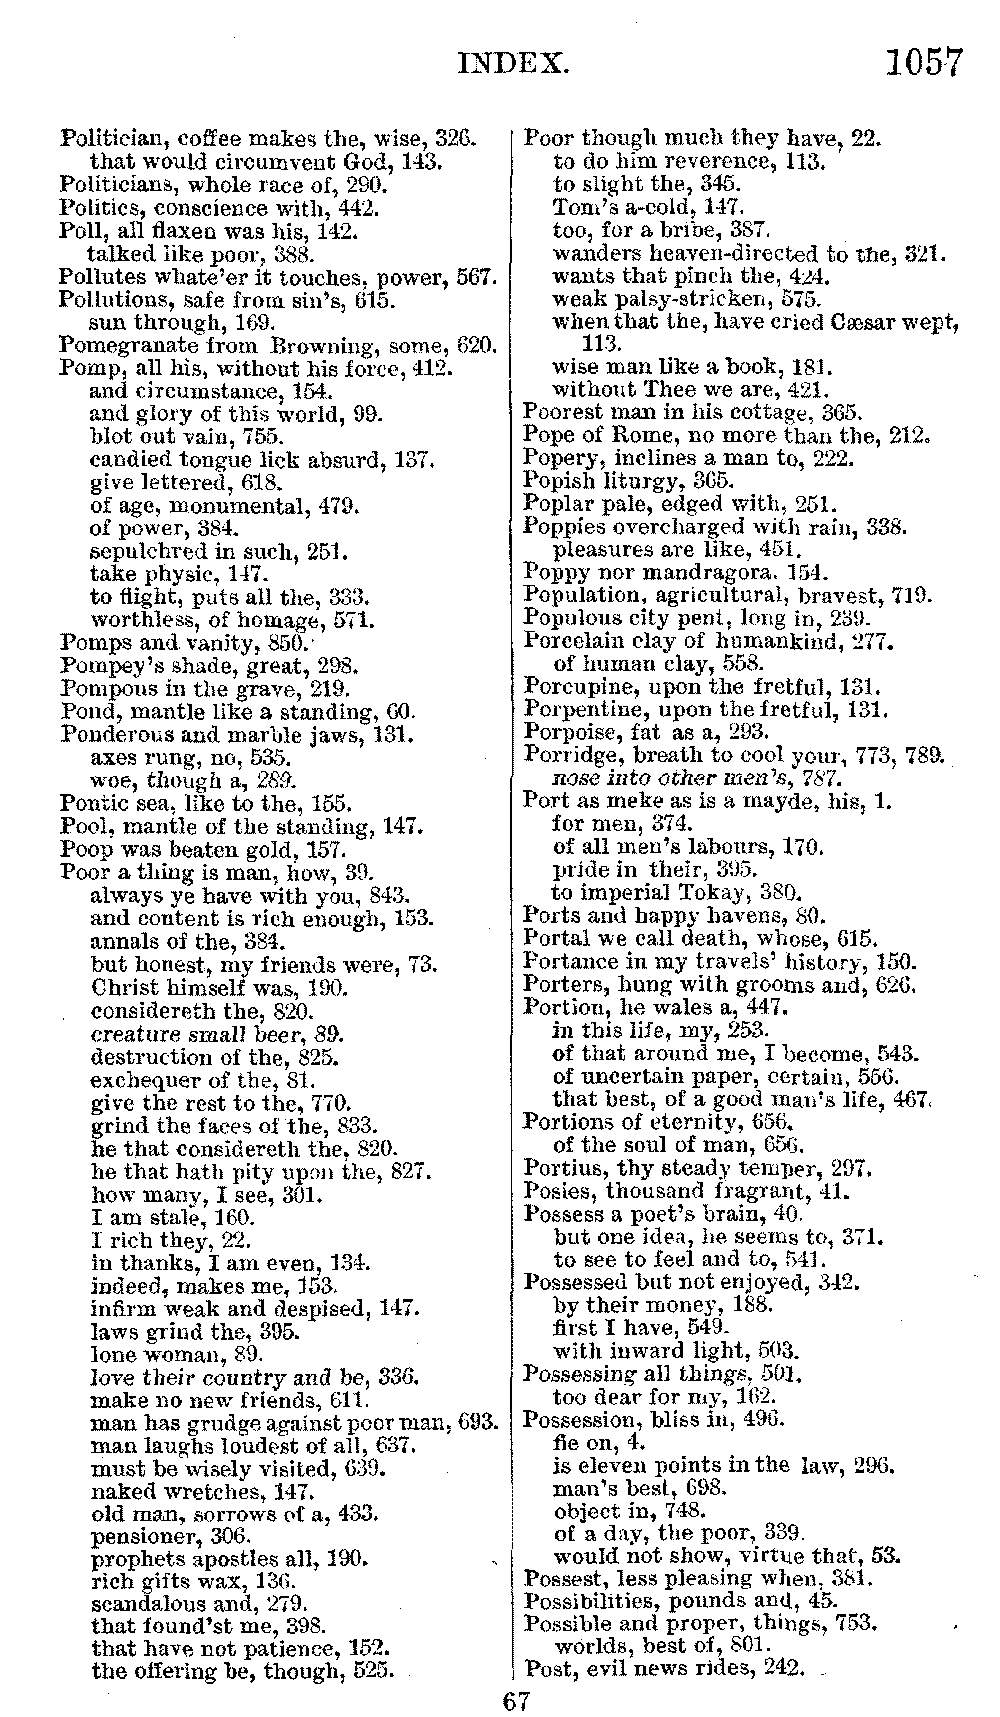 INDEX. 1057
Politician, coffee makes the, wise, 326.
that would circumvent God, 143.
Politicians, whole race of, 290.
Politics, conscience with, 442.
Poll, all flaxen was his, 142.
talked like poor, 388.
Pollutes whate'er it touches, power, 567.
Pollutions, safe from sin's, 615.
sun through, 169.
Pomegranate from Browning, some, 620.
Pomp, all his, without his force, 412.
and circumstance, 154.
and glory of this world, 99.
blot out vain, 755.
candied tongue lick absurd, 137.
give lettered, 618.
of age, monumental, 479.
of power, 384.
sepulchred in such, 251.
take physic, 147.
to flight, puts all the, 333.
worthless, of homage, 571.
Pomps and vanity, 850.
Pompey's shade, great, 298.
Pompous in the grave, 219.
Pond, mantle like a standing, 60.
Ponderous and marble jaws, 131.
axes rung, no, 535.
woe, though a, 289.
Pontic sea, like to the, 155.
Pool, mantle of the standing, 147.
Poop was beaten gold, 157.
Poor a thing is man, how, 39.
always ye have with you, 843.
and content is rich enough, 153.
annals of the, 384.
but honest, my friends were, 73.
Christ himself was, 190.
considereth the, 820.
creature small beer, 89.
destruction of the, 825.
exchequer of the, 81.
give the rest to the, 770.
grind the faces of the, 833.
he that considereth the, 820.
he that hath pity upon the, 827.
how many, I see, 301.
I am stale, 160.
I rich they, 22.
in thanks, I am even, 134.
indeed, makes me, 153.
infirm weak and despised, 147.
laws grind the, 395.
lone woman, 89.
love their country and be, 336.
make no new friends, 611.
man has grudge against poor man, 693.
man laughs loudest of all, 637.
must be wisely visited, 639.
naked wretches, 147.
old man, sorrows of a, 433.
pensioner, 306.
prophets apostles all, 190.
rich gifts wax, 136.
scandalous and, 279.
that found'st me, 398.
that have not patience, 152.
the offering be, though, 525.
Poor though much they have, 22.
to do him reverence, 113.
to slight the, 345.
Tom's a-cold, 147.
too, for a bribe, 387.
wanders heaven-directed to the, 321.
wants that pinch the, 424.
weak palsy-stricken, 575.
when that the, have cried Cæsar wept,
113.
wise man like a book, 181.
without Thee we are, 421.
Poorest man in his cottage, 365.
Pope of Rome, no more than the, 212.
Popery, inclines a man to, 222.
Popish liturgy, 365.
Poplar pale, edged with, 251.
Poppies overcharged with rain, 338.
pleasures are like, 451.
Poppy nor mandragora. 154.
Population, agricultural, bravest, 719.
Populous city pent, long in, 239.
Porcelain clay of humankind, 277.
of human clay, 558.
Porcupine, upon the fretful, 131.
Porpentine, upon the fretful, 131.
Porpoise, fat as a, 293.
Porridge, breath to cool your, 773, 789.
nose into other men's, 787.
Port as meke as is a mayde, his, 1.
for men, 374.
of all men's labours, 170.
pride in their, 395.
to imperial Tokay, 380.
Ports and happy havens, 80.
Portal we call death, whose, 615.
Portance in my travels' history, 150.
Porters, hung with grooms and, 626.
Portion, he wales a, 447.
in this life, my, 253.
of that around me, I become, 543.
of uncertain paper, certain, 556.
that best, of a good man's life, 467.
Portions of eternity, 656.
of the soul of man, 656.
Portius, thy steady temper, 297.
Posies, thousand fragrant, 41.
Possess a poet's brain, 40.
but one idea, he seems to, 371.
to see to feel and to, 541.
Possessed but not enjoyed, 342.
by their money, 188.
first I have, 549.
with inward light, 503.
Possessing all things, 501.
too dear for my, 162.
Possession, bliss in, 496.
fie on, 4.
is eleven points in the law, 296.
man's best, 698.
object in, 748.
of a day, the poor, 339.
would not show, virtue that, 53.
Possest, less pleasing when, 381.
Possibilities, pounds and, 45.
Possible and proper, things, 753.
worlds, best of, 801.
Post, evil news rides, 242.
67